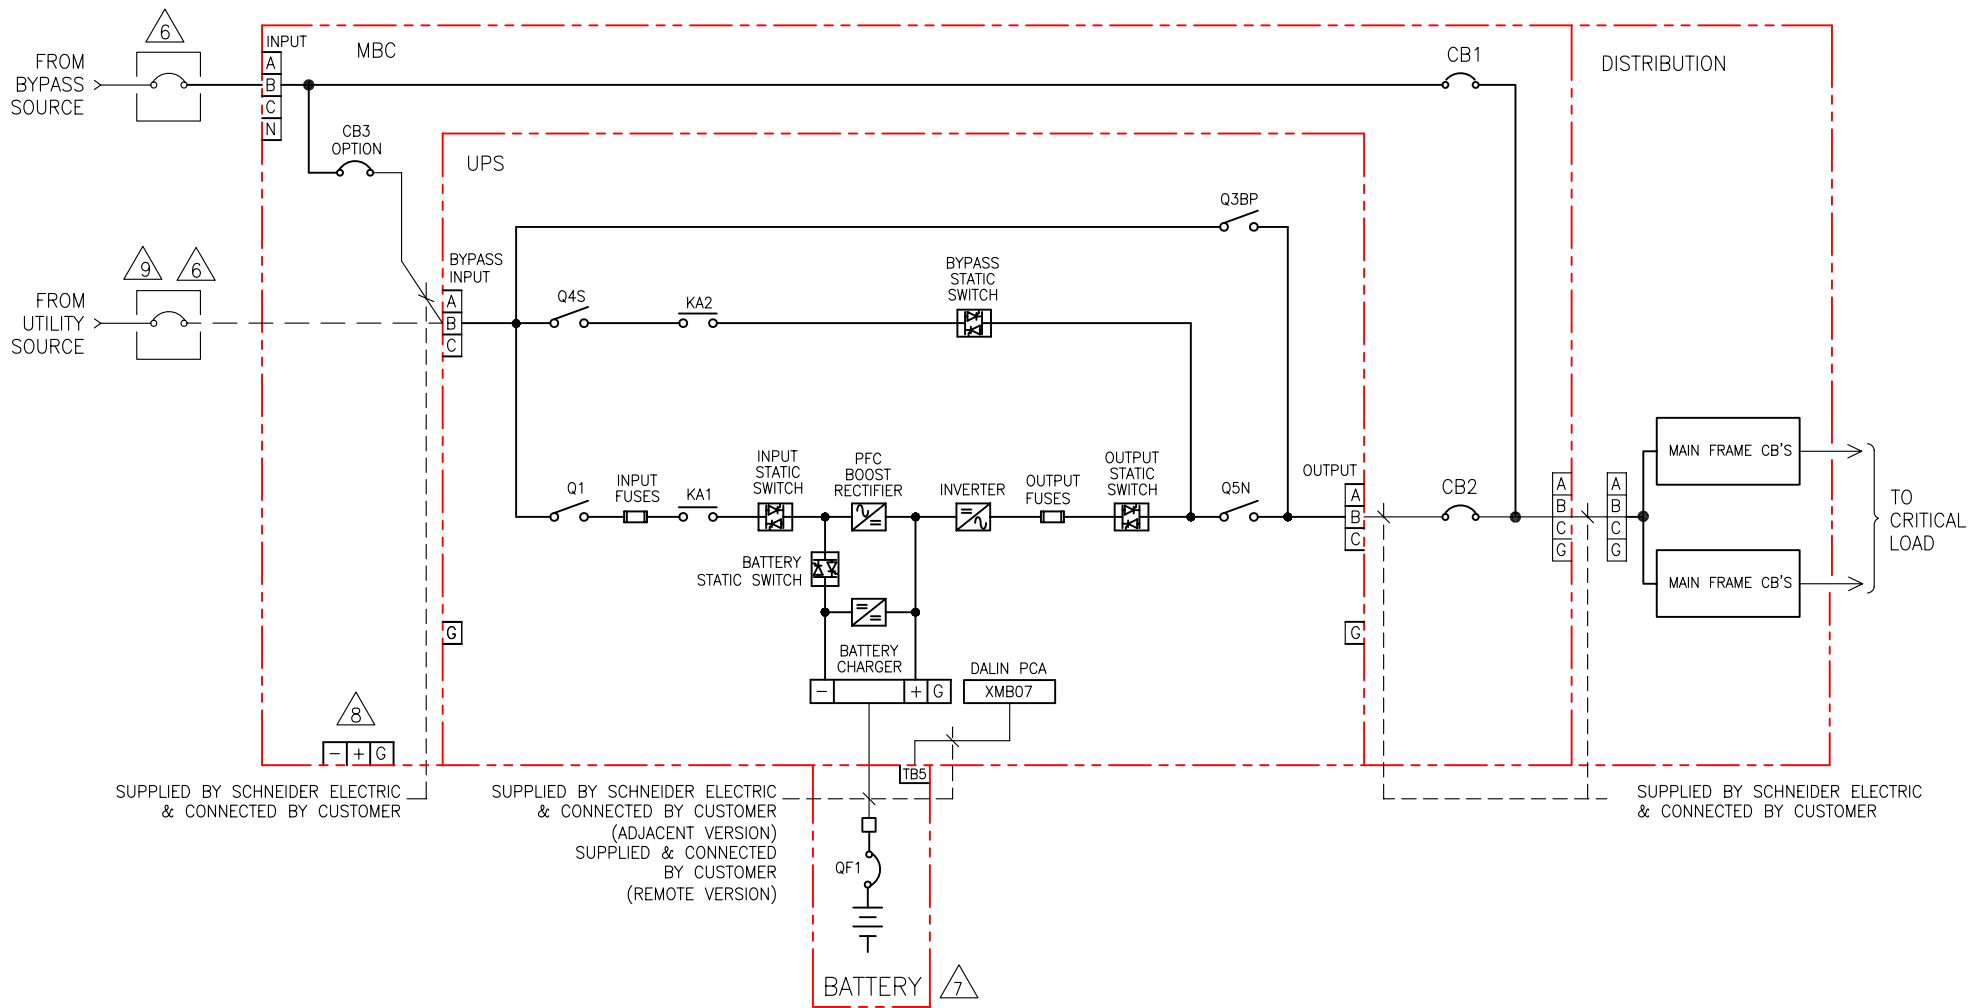 6
FROM
BYPASS
SOURCE
INPUT
A
B
C
N
MBC
CB1
DISTRIBUTION
CB3
OPTION
UPS
9
6
FROM
UTILITY
SOURCE
BYPASS
INPUT
A
B
C
Q3BP
Q4S
KA2
BYPASS
STATIC
SWITCH
Q1
INPUT
FUSES
KA1
INPUT
STATIC
SWITCH
PFC
BOOST
RECTIFIER
INVERTER
OUTPUT
FUSES
OUTPUT
STATIC
SWITCH
Q5N
OUTPUT
A
B
C
CB2
A
B
C
G
A
B
C
G
MAIN FRAME CB'S
MAIN FRAME CB'S
TO
CRITICAL
LOAD
BATTERY
STATIC SWITCH
G
G
BATTERY
CHARGER
- + G
DALIN PCA
XMB07
8
- + G
TB5
SUPPLIED BY SCHNEIDER ELECTRIC
& CONNECTED BY CUSTOMER
SUPPLIED BY SCHNEIDER ELECTRIC
& CONNECTED BY CUSTOMER
(ADJACENT VERSION)
SUPPLIED & CONNECTED
BY CUSTOMER
(REMOTE VERSION)
SUPPLIED BY SCHNEIDER ELECTRIC
& CONNECTED BY CUSTOMER
QF1
BATTERY
7